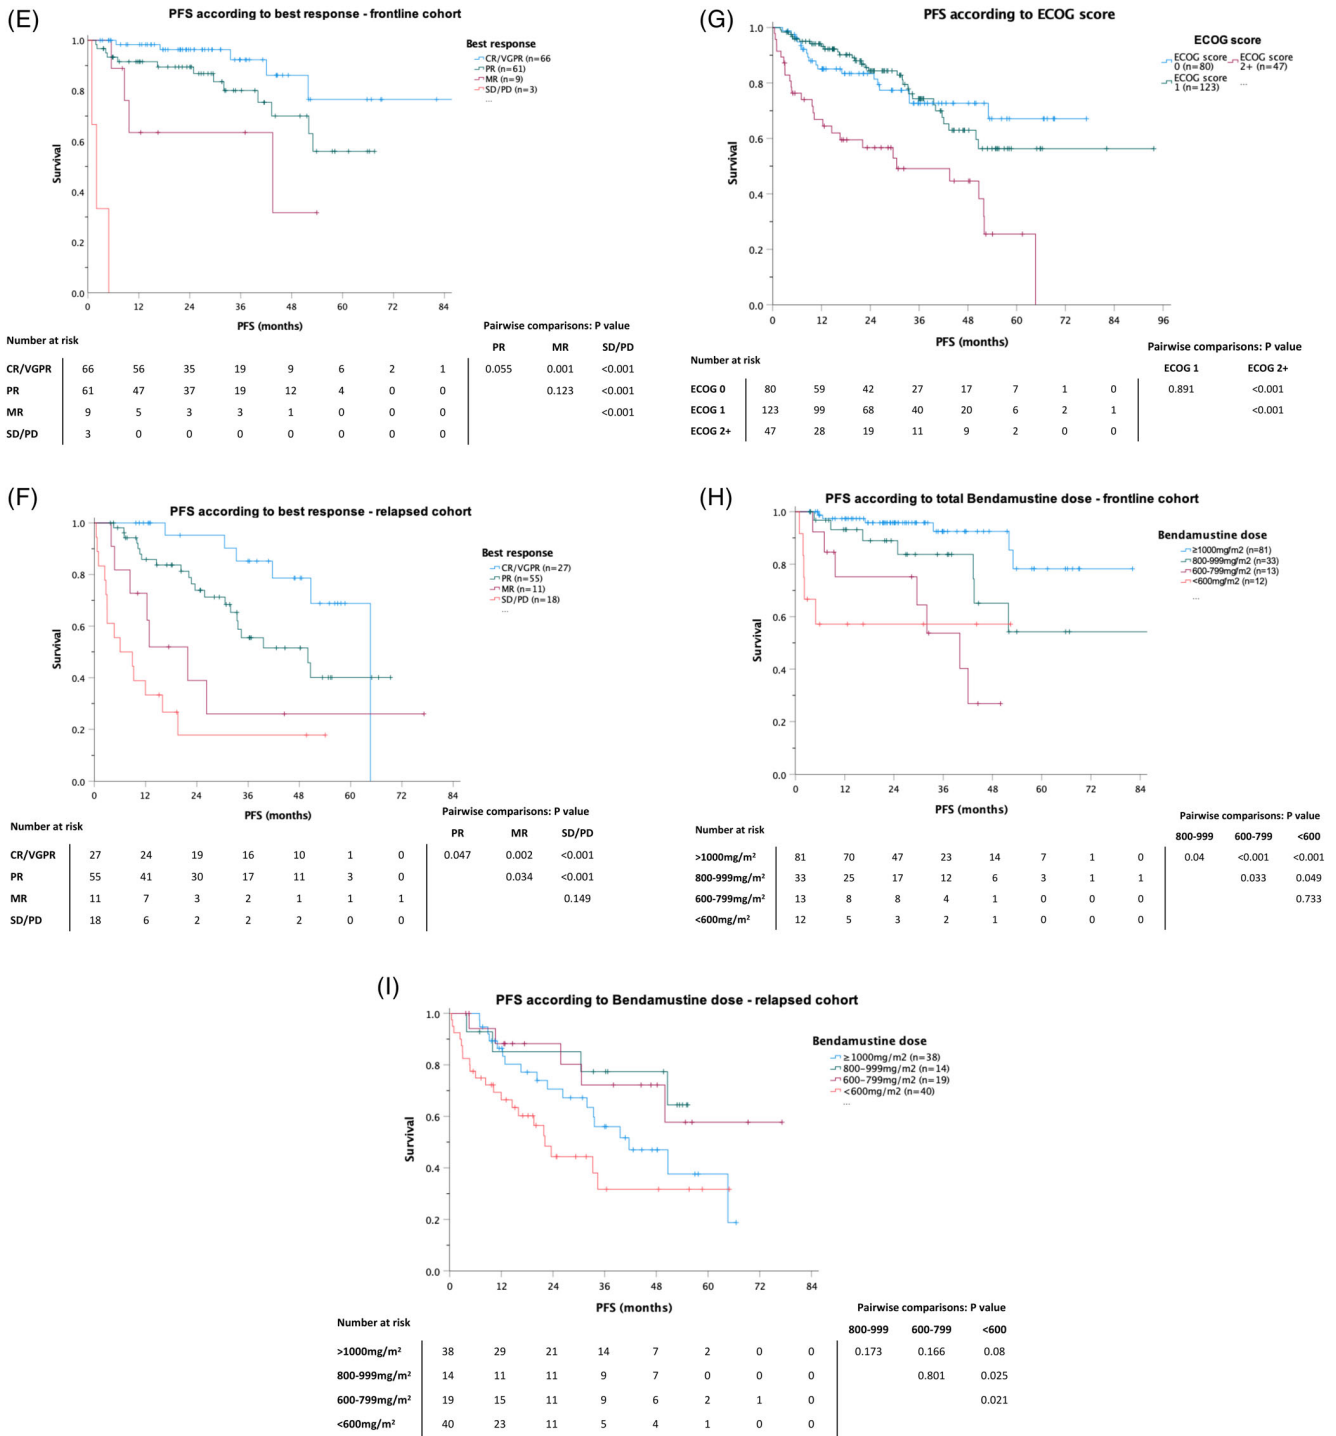 (E)
PFS according to best response - frontline cohort
Best response
CR/VGPR (n=66
PR (n=61)
MR (n=9)
SD/PD (n=3)
...
1.0
0.8
0.6
0.4
0.2
0.0
Survival
0 12 24 36 48 60 72 84
PFS (months)
Number at risk
CR/VGPR 66 56 35 19 9 6 2 1
PR 61 47 37 19 12 4 0 0
MR 9 5 3 3 1 0 0 0
SD/PD 3 0 0 0 0 0 0 0
Pairwise comparisons: P value
PR MR SD/PD
0.055 0.001 <0.001
0.123 <0.001
<0.001
(G)
PFS according to ECOG score
ECOG score
ECOG score 0 (n=80)
ECOG score 2+ (n=47)
ECOG score 1 (n=123)
...
1.0
0.8
0.6
0.4
0.2
0.0
Survival
0 12 24 36 48 60 72 84 96
PFS (months)
Number at risk
ECOG 0 80 59 42 27 17 7 1 0
ECOG 1 123 99 68 40 20 6 2 1
ECOG 2+ 47 28 19 11 9 2 0 0
Pairwise comparisons: P value
ECOG 1 ECOG 2+
0.891 <0.001
<0.001
(F)
PFS according to best response - relapsed cohort
Best response
CR/VGPR (n=27)
PR (n=55)
MR (n=11)
SD/PD (n=18)
...
1.0
0.8
0.6
0.4
0.2
0.0
Survival
0 12 24 36 48 60 72 84
PFS (months)
Number at risk
CR/VGPR 27 24 19 16 10 1 0
PR 55 41 30 17 11 3 0
MR 11 7 3 2 1 1 1
SD/PD 18 6 2 2 2 0 0
Pairwise comparisons: P value
PR MR SD/PD
0.047 0.002 <0.001
0.034 <0.001
0.149
(H)
PFS according to total Bendamustine dose - frontline cohort
Bendamustine dose
≥1000mg/m2 (n=81)
800-999mg/m2 (n=33)
600-799mg/m2 (n=13)
<600mg/m2 (n=12)
...
1.0
0.8
0.6
0.4
0.2
0.0
Survival
0 12 24 36 48 60 72 84
PFS (months)
Number at risk
>1000mg/m² 81 70 47 23 14 7 1 0
800-999mg/m² 33 25 17 12 6 3 1 1
600-799mg/m² 13 8 8 4 1 0 0 0
<600mg/m² 12 5 3 2 1 0 0 0
Pairwise comparisons: P value
800-999 600-799 <600
0.04 <0.001 <0.001
0.033 0.049
0.733
(I)
PFS according to Bendamustine dose - relapsed cohort
Bendamustine dose
≥1000mg/m2 (n=38)
800-999mg/m2 (n=14)
600-799mg/m2 (n=19)
<600mg/m2 (n=40)
...
1.0
0.8
0.6
0.4
0.2
0.0
Survival
0 12 24 36 48 60 72 84
PFS (months)
Number at risk
>1000mg/m² 38 29 21 14 7 2 0 0
800-999mg/m² 14 11 11 9 7 0 0 0
600-799mg/m² 19 15 11 9 6 2 1 0
<600mg/m² 40 23 11 5 4 1 0 0
Pairwise comparisons: P value
800-999 600-799 <600
0.173 0.166 0.08
0.801 0.025
0.021